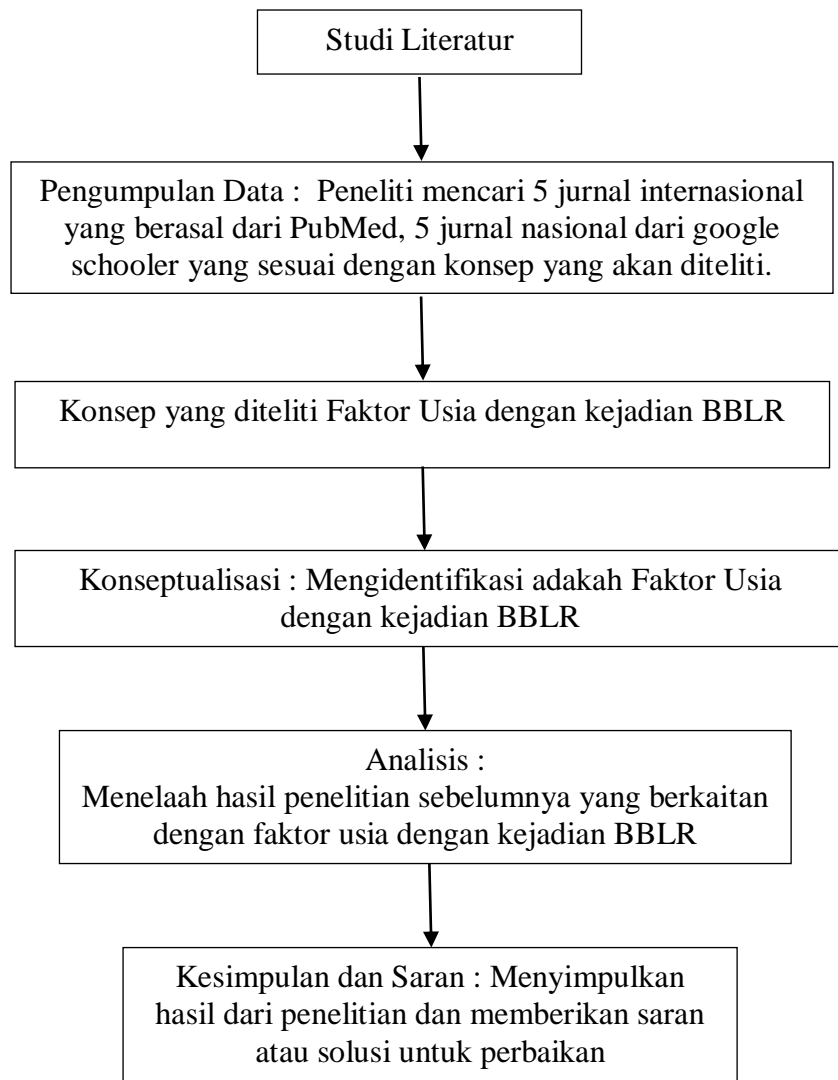 Studi Literatur
Pengumpulan Data :  Peneliti mencari 5 jurnal internasional
yang berasal dari PubMed, 5 jurnal nasional dari google
schooler yang sesuai dengan konsep yang akan diteliti.
Konsep yang diteliti Faktor Usia dengan kejadian BBLR
Konseptualisasi : Mengidentifikasi adakah Faktor Usia
dengan kejadian BBLR
Analisis :
Menelaah hasil penelitian sebelumnya yang berkaitan
dengan faktor usia dengan kejadian BBLR
Kesimpulan dan Saran : Menyimpulkan
hasil dari penelitian dan memberikan saran
atau solusi untuk perbaikan